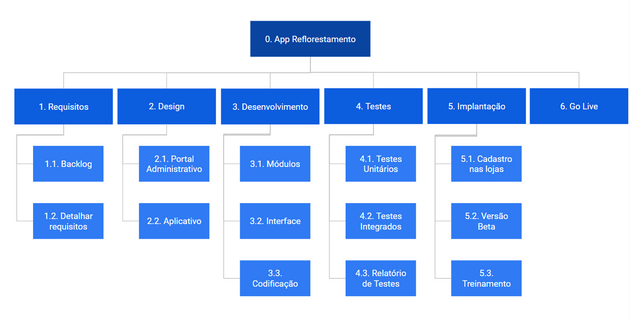 0. App Reflorestamento
1. Requisitos
2. Design
3. Desenvolvimento
4. Testes
5. Implantação
6. Go Live
1.1. Backlog
2.1. Portal
Administrativo
3.1. Módulos
4.1. Testes
Unitários
5.1. Cadastro
nas lojas
1.2. Detalhar
requisitos
2.2. Aplicativo
3.2. Interface
4.2. Testes
Integrados
5.2. Versão
Beta
3.3.
Codificação
4.3. Relatório
de Testes
5.3.
Treinamento